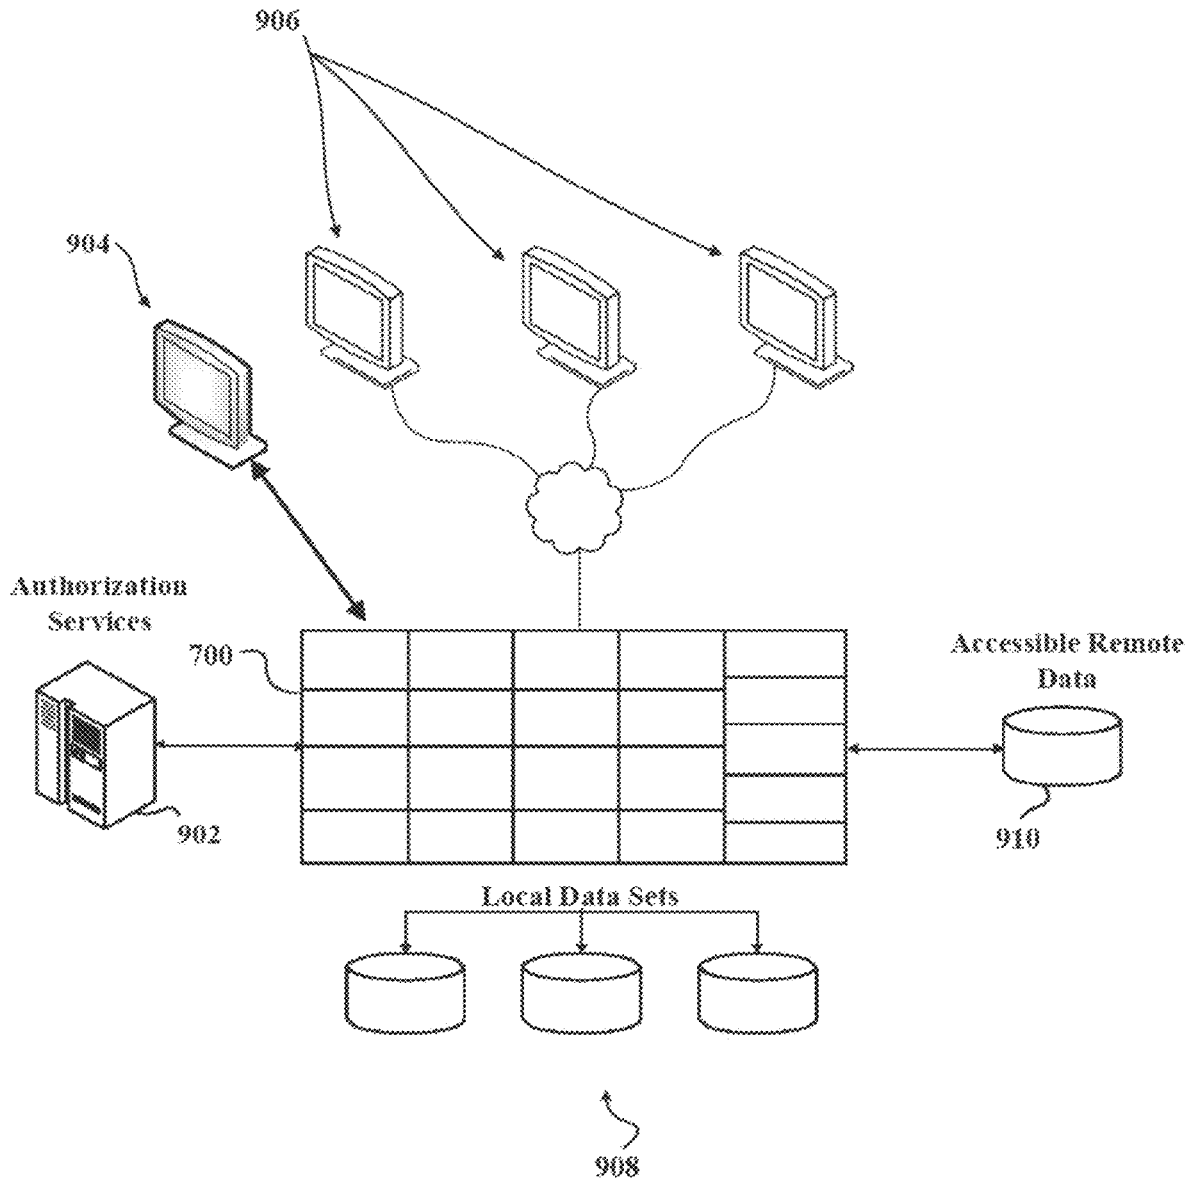 906
904
Authorization
Services
700
Accessible Remote
Data
902
910
Local Data Sets
908